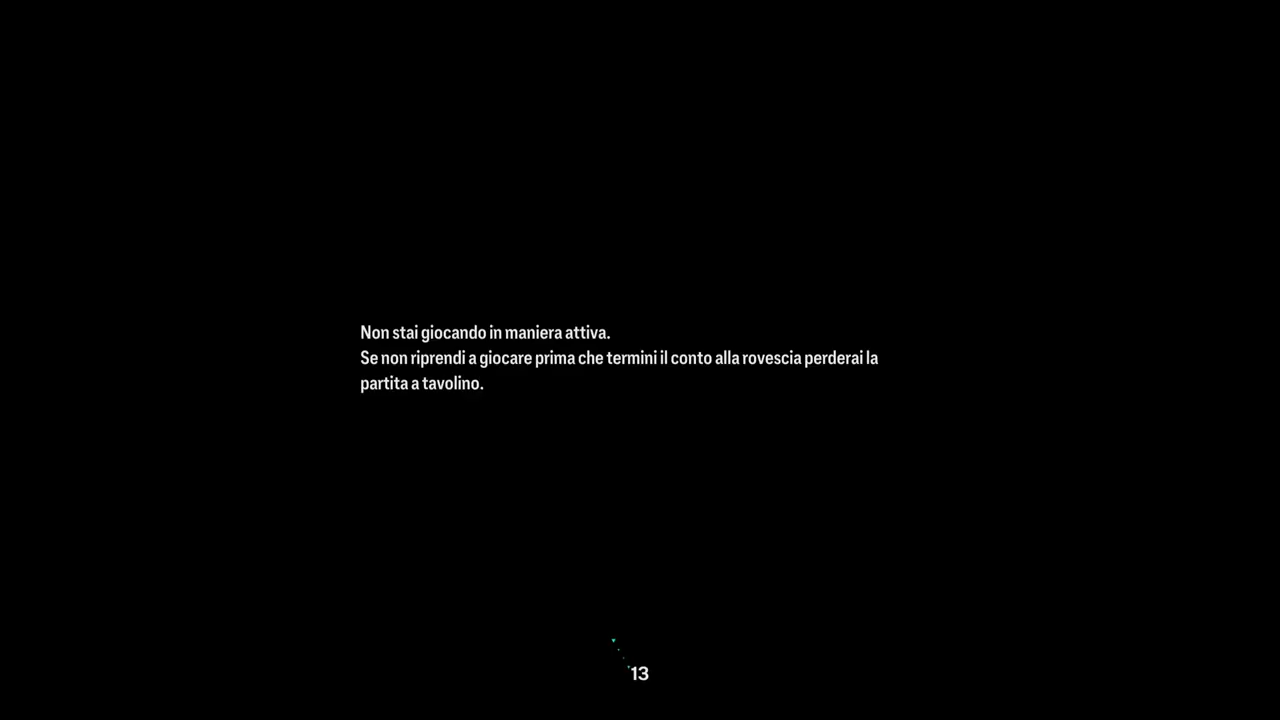 Non stai giocando in maniera attiva.
Se non riprendi a giocare prima che termini il conto alla rovescia perderai la
partita a tavolino.
13